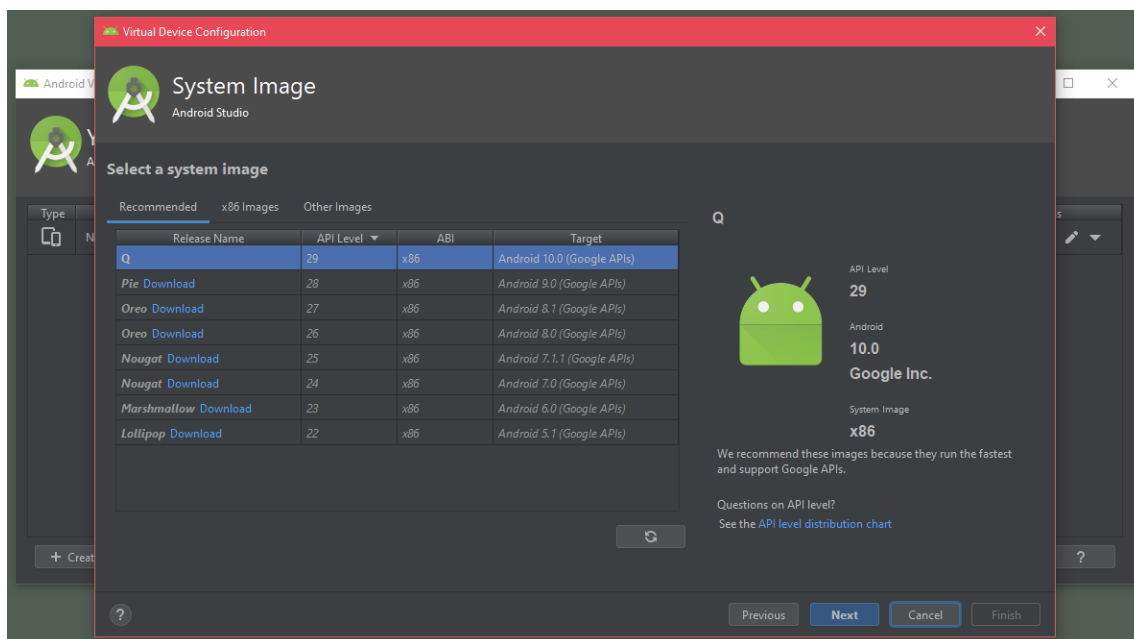 Virtual Device Configuration
Android V
System Image
Android Studio
Select a system image
Recommended x86 Images Other Images
Type
Release Name API Level ABI Target
Q 29 x86 Android 10.0 (Google APIs)
Pie Download 28 x86 Android 9.0 (Google APIs)
Oreo Download 27 x86 Android 8.1 (Google APIs)
Oreo Download 26 x86 Android 8.0 (Google APIs)
Nougat Download 25 x86 Android 7.1.1 (Google APIs)
Nougat Download 24 x86 Android 7.0 (Google APIs)
Marshmallow Download 23 x86 Android 6.0 (Google APIs)
Lollipop Download 22 x86 Android 5.1 (Google APIs)
Q
API Level
29
Android
10.0
Google Inc.
System Image
x86
We recommend these images because they run the fastest
and support Google APIs.
Questions on API level?
See the API level distribution chart
+ Creat
?
? Previous Next Cancel Finish